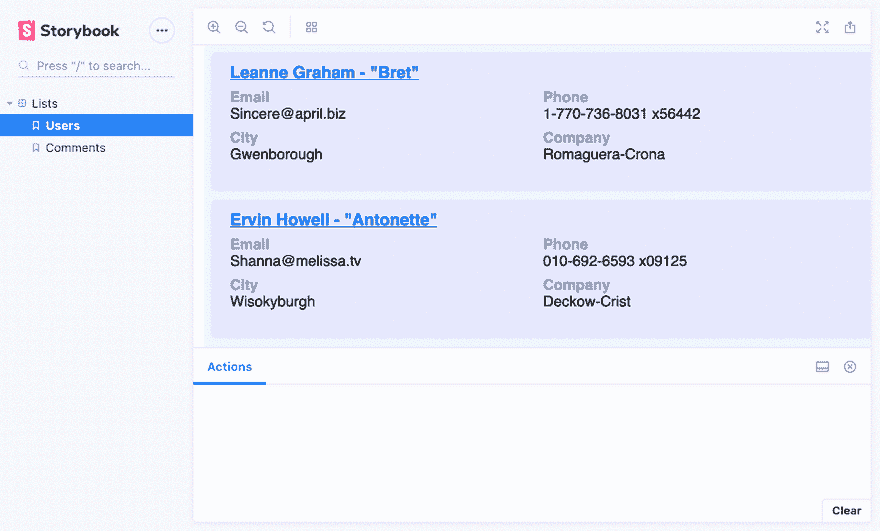 Storybook
Press "/" to search...
Lists
Users
Comments
Leanne Graham - "Bret"
Email Phone
Sincere@april.biz 1-770-736-8031 x56442
City Company
Gwenborough Romaguera-Crona
Ervin Howell - "Antonette"
Email Phone
Shanna@melissa.tv 010-692-6593 x09125
City Company
Wisokyburgh Deckow-Crist
Actions
Clear